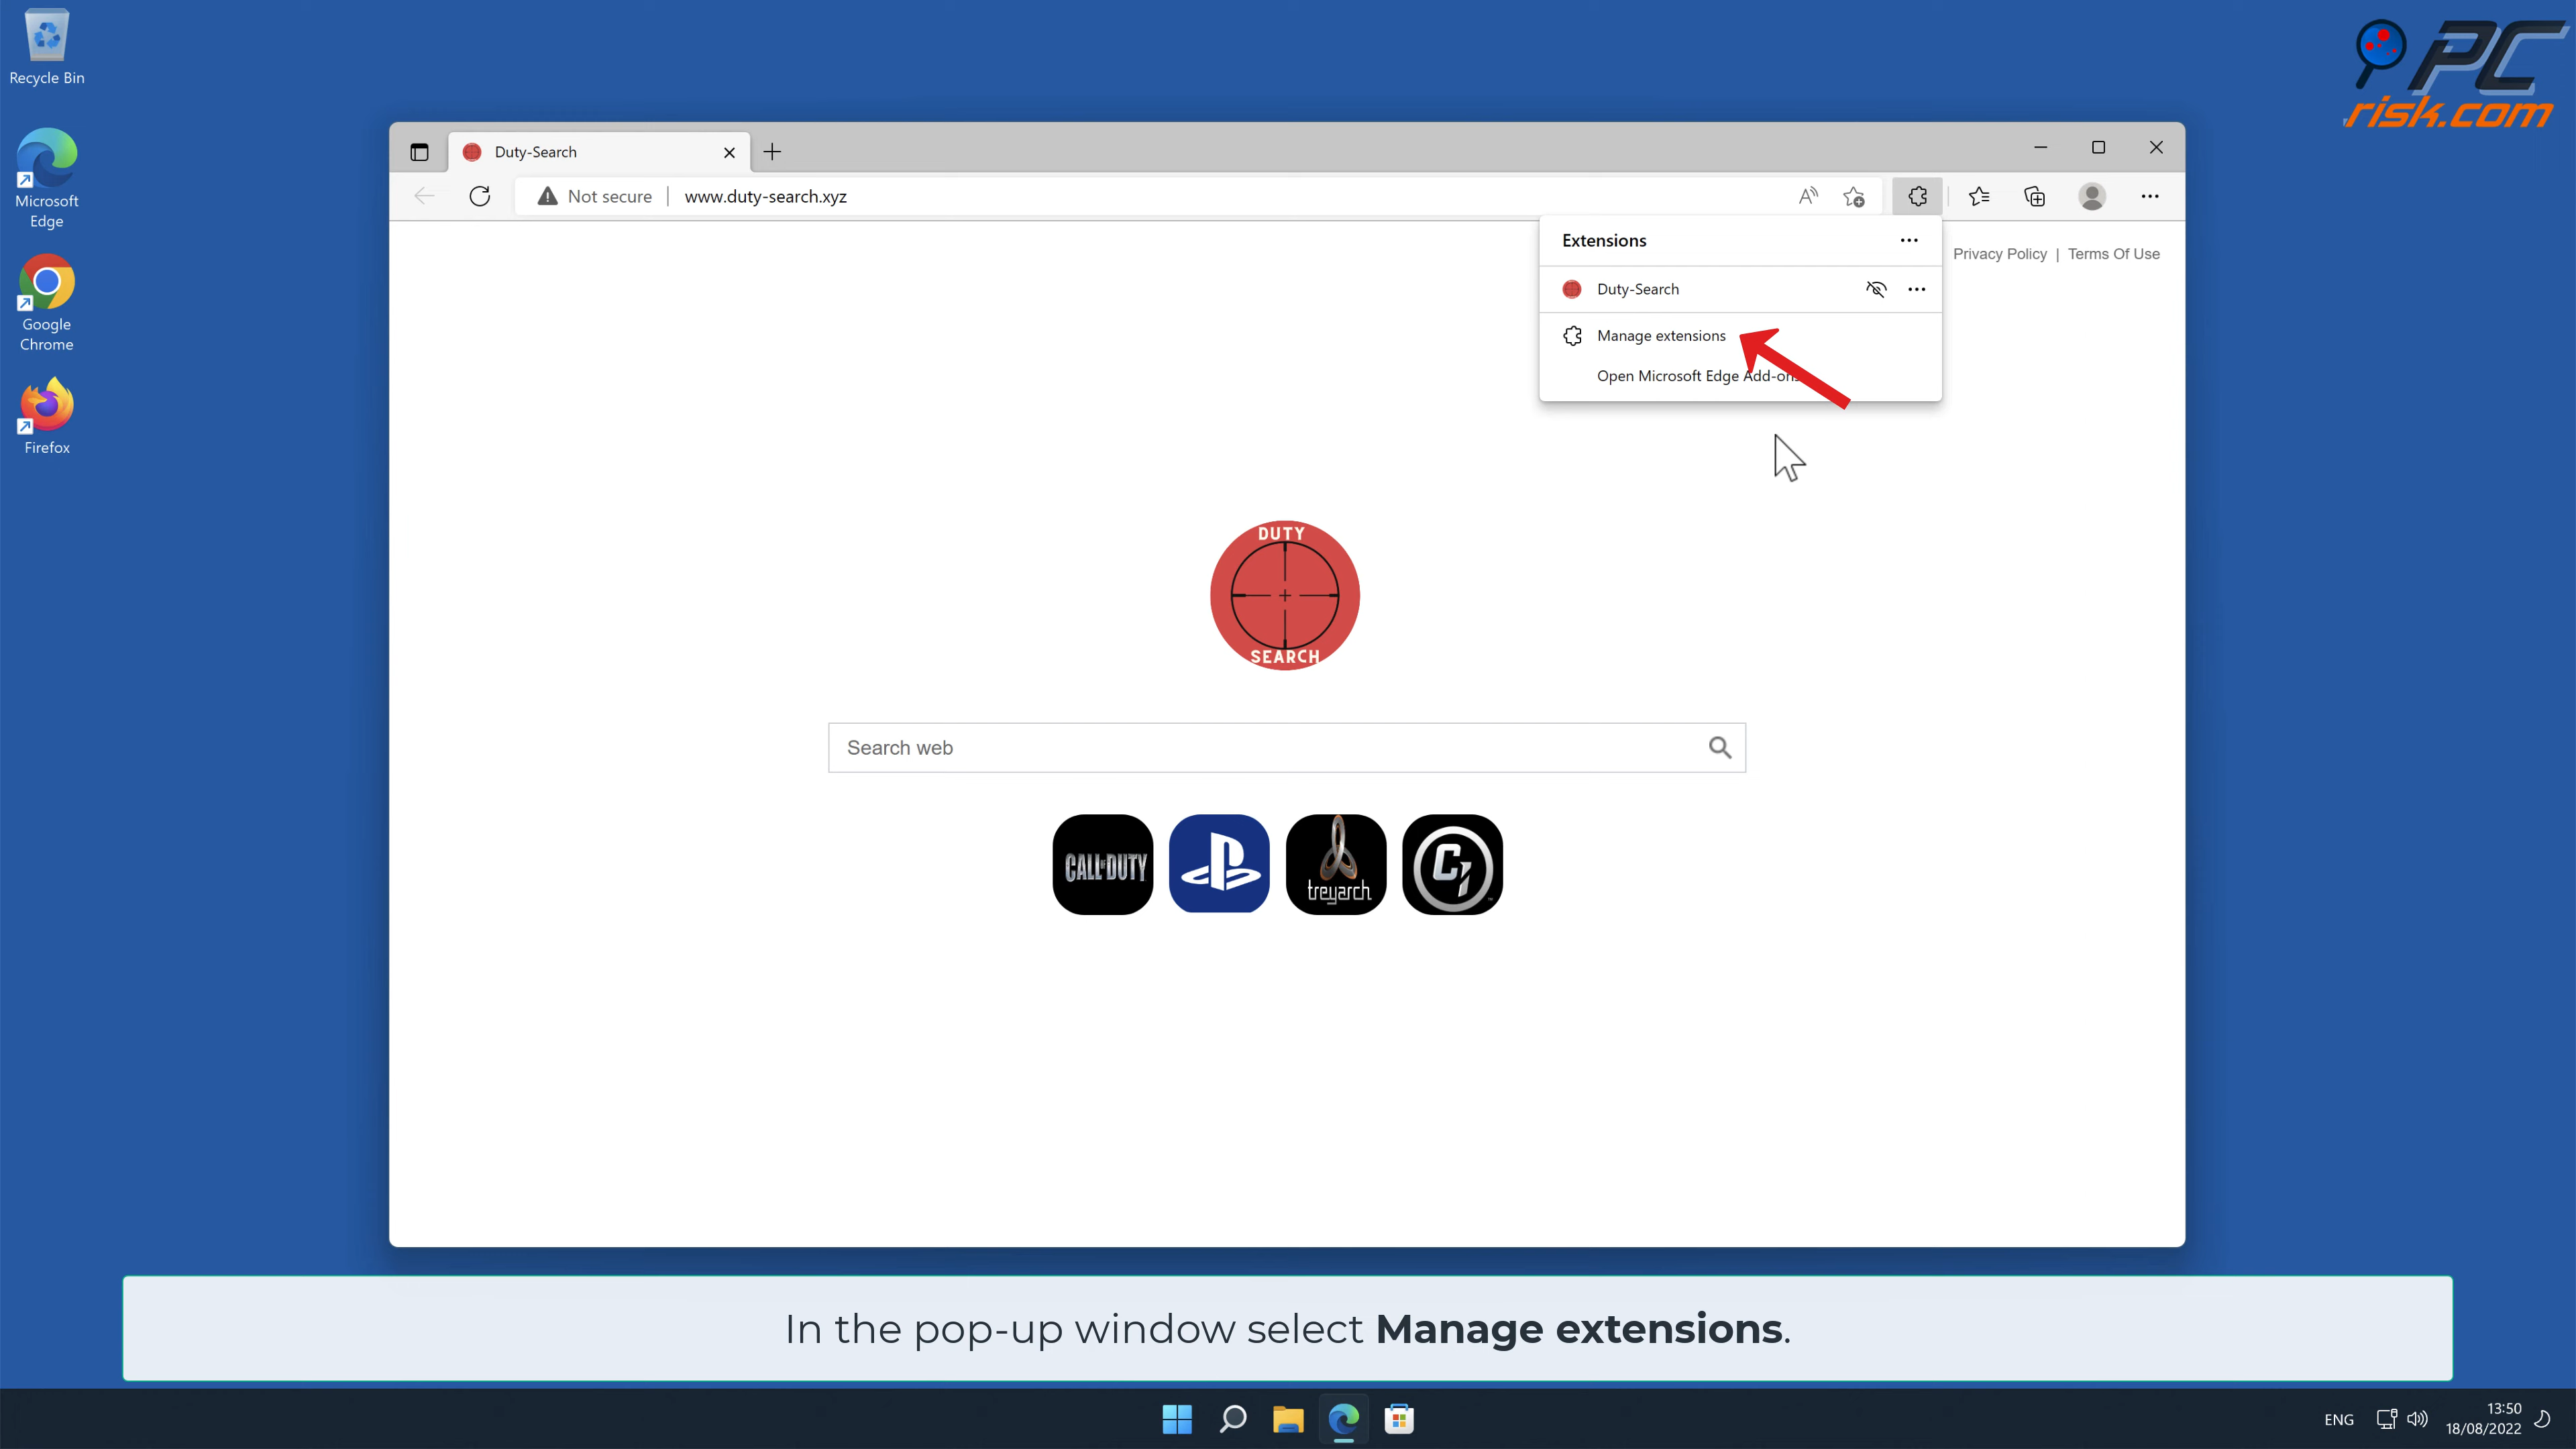 Recycle Bin
Microsoft
Edge
Google
Chrome
Firefox
PC
risk.com
Duty-Search
Not secure
www.duty-search.xyz
A
Extensions
Duty-Search
Manage extensions
Open Microsoft Edge Add-ons
Privacy Policy | Terms Of Use
DUTY
SEARCH
Search web
CALL OF DUTY
treyarch
In the pop-up window select Manage extensions.
ENG
13:50
18/08/2022